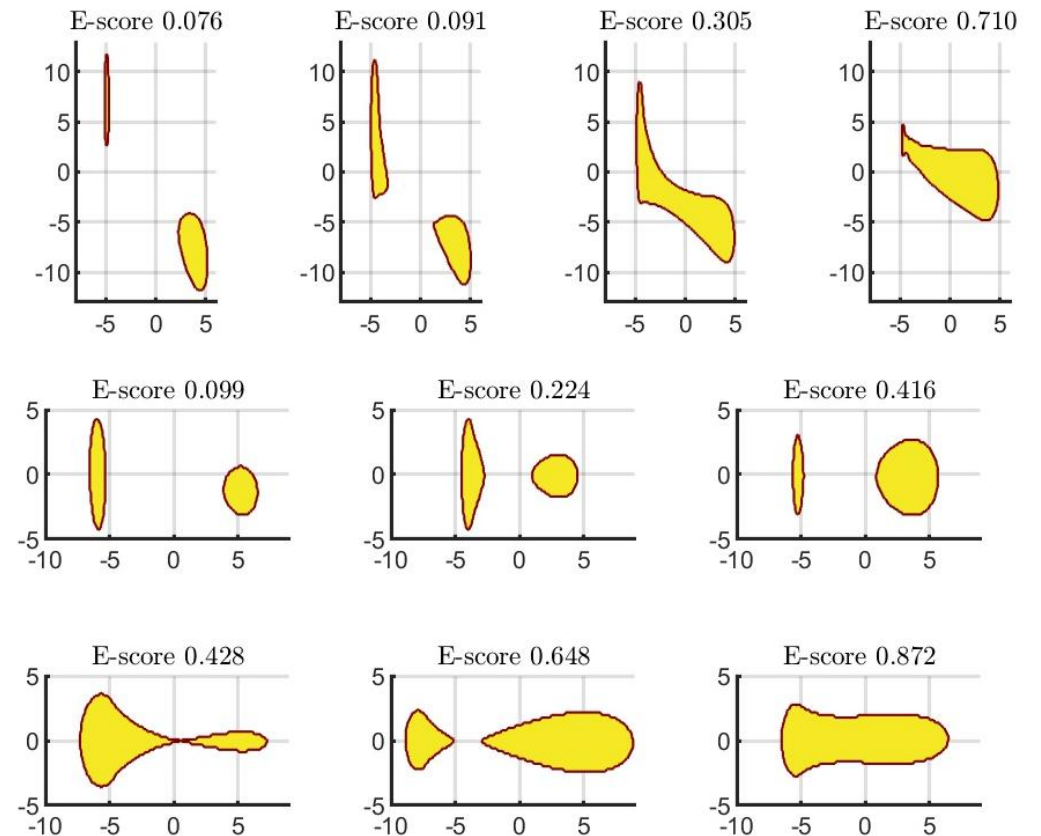 E-score 0.076 E-score 0.091 E-score 0.305 E-score 0.710
10 10 10 10
5 5 5 5
0 0 0 0
-5 -5 -5 -5
-10 -10 -10 -10
-5 0 5 -5 0 5 -5 0 5 -5 0 5
E-score 0.099 E-score 0.224 E-score 0.416
5 5 5
0 0 0
-5 -5 -5
-10 -5 0 5 -10 -5 0 5 -10 -5 0 5
E-score 0.428 E-score 0.648 E-score 0.872
5 5 5
0 0 0
-5 -5 -5
-10 -5 0 5 -10 -5 0 5 -10 -5 0 5